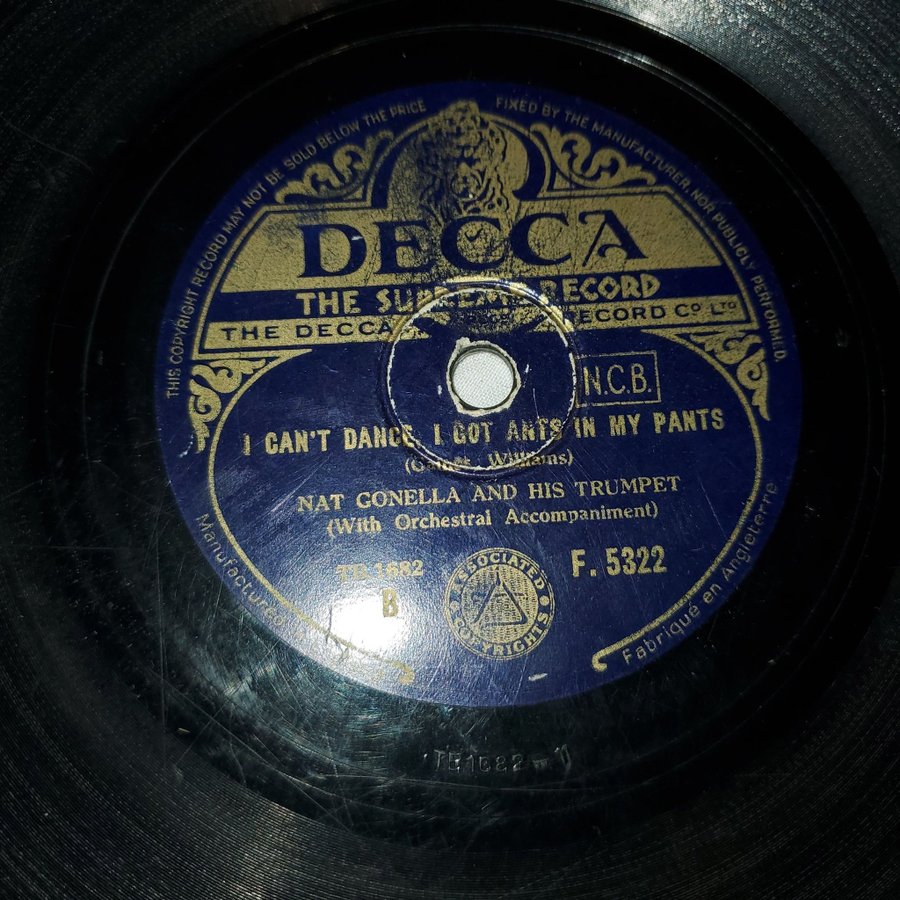 THIS COPYRIGHT RECORD MAY NOT BE SOLD BELOW THE PRICE FIXED BY THE MANUFACTURER, NOR PUBLICLY PERFORMED.
DECCA
THE SUPREME RECORD
THE DECCA RECORD Co LTD
N.C.B.
I CAN'T DANCE, I GOT ANTS IN MY PANTS
Williams)
NAT GONELLA AND HIS TRUMPET
(With Orchestral Accompaniment)
TB.1682
F. 5322
B
ASSOCIATED COPYRIGHTS
Manufactured
Fabriqué en Angleterre